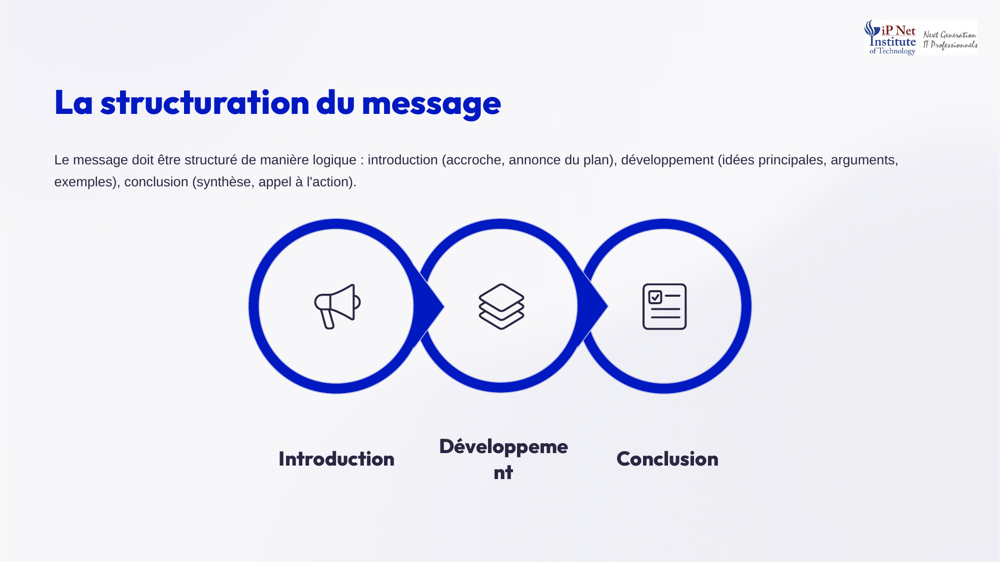 iP Net
Institute
of Technology
Next Generation
IT Professionnels
La structuration du message
Le message doit être structuré de manière logique : introduction (accroche, annonce du plan), développement (idées principales, arguments,
exemples), conclusion (synthèse, appel à l'action).
Introduction
Développeme
nt
Conclusion